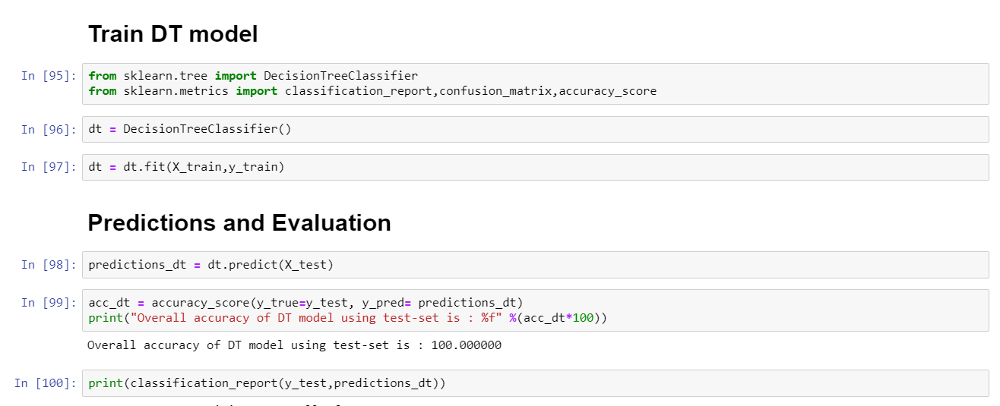 Train DT model
In [95]: from sklearn.tree import DecisionTreeClassifier
from sklearn.metrics import classification_report,confusion_matrix,accuracy_score
In [96]: dt = DecisionTreeClassifier()
In [97]: dt = dt.fit(X_train,y_train)
Predictions and Evaluation
In [98]: predictions_dt = dt.predict(X_test)
In [99]: acc_dt = accuracy_score(y_true=y_test, y_pred= predictions_dt)
print("Overall accuracy of DT model using test-set is : %f" %(acc_dt*100))
Overall accuracy of DT model using test-set is : 100.000000
In [100]: print(classification_report(y_test,predictions_dt))